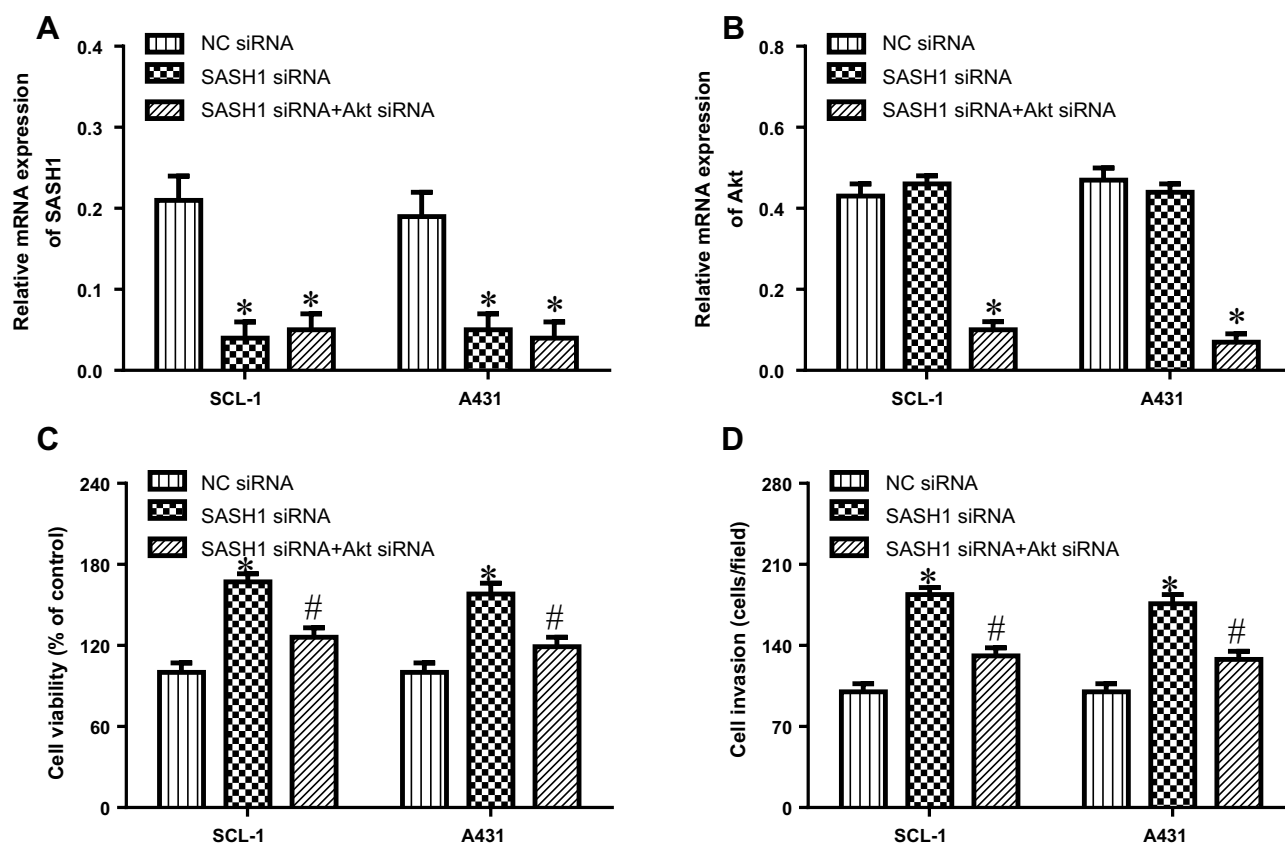 A
NC siRNA
SASH1 siRNA
SASH1 siRNA+Akt siRNA
Relative mRNA expression
of SASH1
0.4
0.3
0.2
0.1
0.0
* * * *
SCL-1 A431
B
NC siRNA
SASH1 siRNA
SASH1 siRNA+Akt siRNA
Relative mRNA expression
of Akt
0.8
0.6
0.4
0.2
0.0
* *
SCL-1 A431
C
NC siRNA
SASH1 siRNA
SASH1 siRNA+Akt siRNA
Cell viability (% of control)
240
180
120
60
0
* # * #
SCL-1 A431
D
NC siRNA
SASH1 siRNA
SASH1 siRNA+Akt siRNA
Cell invasion (cells/field)
280
210
140
70
0
* # * #
SCL-1 A431